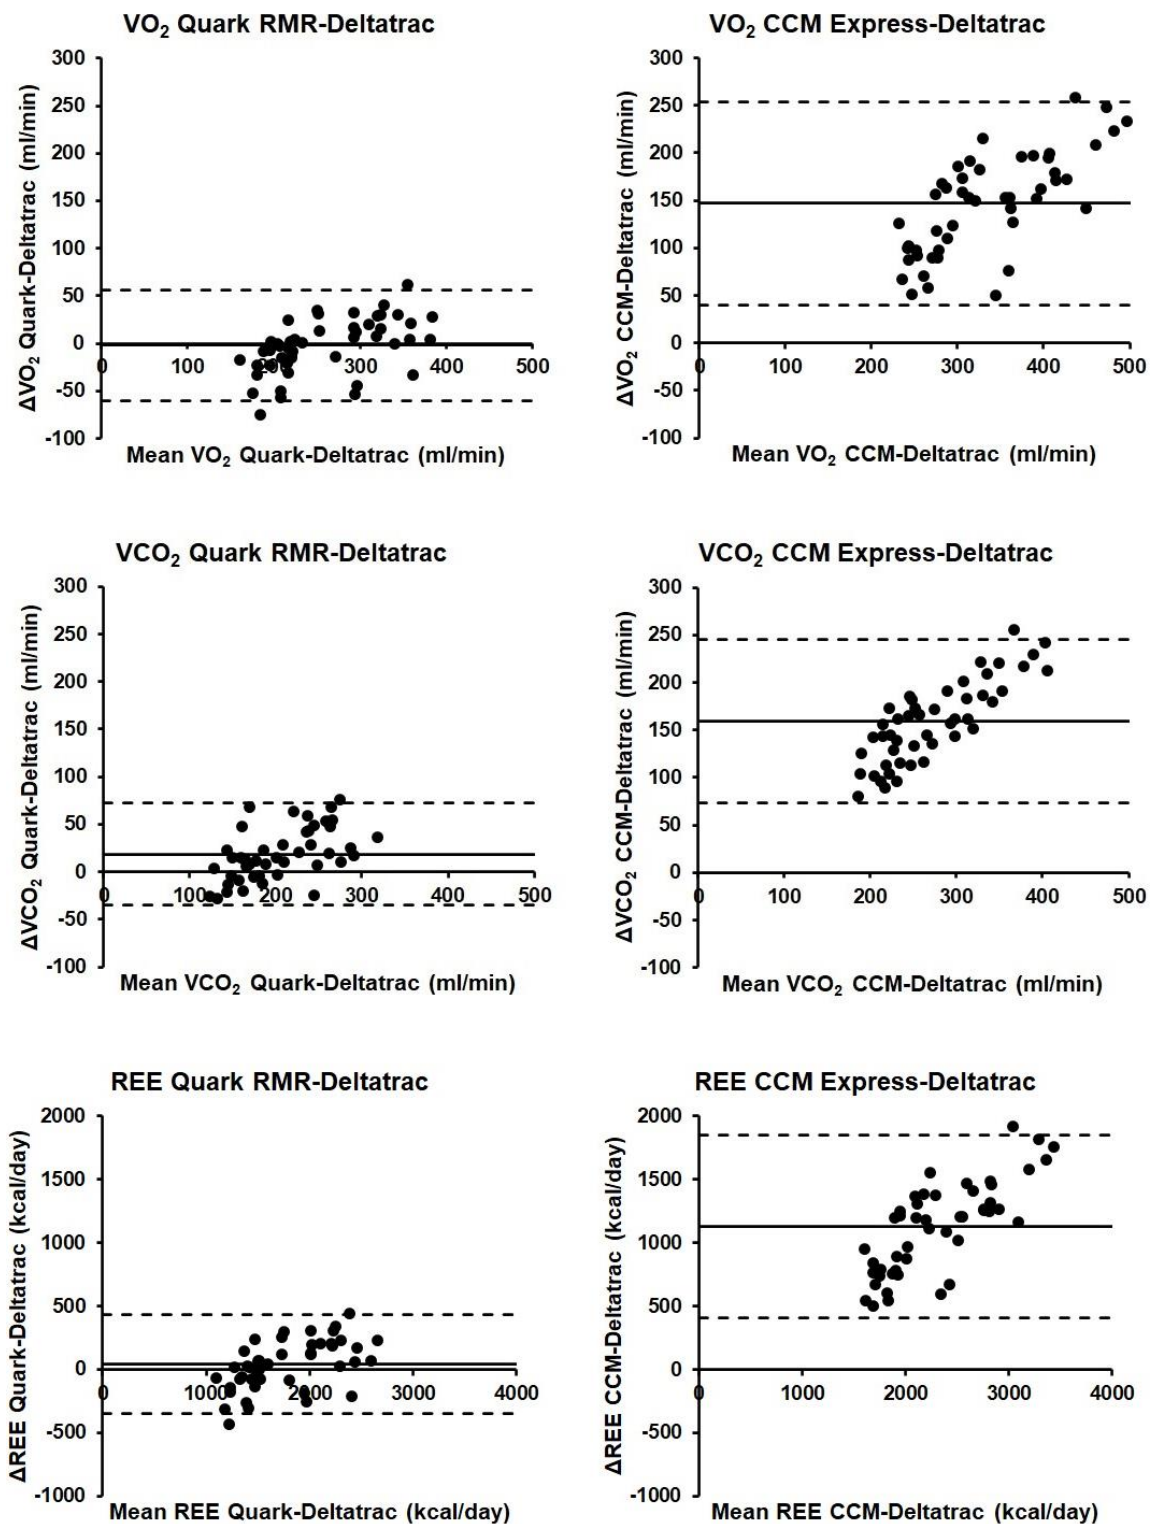 VO₂ Quark RMR-Deltatrac
ΔVO₂ Quark-Deltatrac (ml/min)
300
250
200
150
100
50
0
-50
-100
0 100 200 300 400 500
Mean VO₂ Quark-Deltatrac (ml/min)
VO₂ CCM Express-Deltatrac
ΔVO₂ CCM-Deltatrac (ml/min)
300
250
200
150
100
50
0
-50
-100
0 100 200 300 400 500
Mean VO₂ CCM-Deltatrac (ml/min)
VCO₂ Quark RMR-Deltatrac
ΔVCO₂ Quark-Deltatrac (ml/min)
300
250
200
150
100
50
0
-50
-100
0 100 200 300 400 500
Mean VCO₂ Quark-Deltatrac (ml/min)
VCO₂ CCM Express-Deltatrac
ΔVCO₂ CCM-Deltatrac (ml/min)
300
250
200
150
100
50
0
-50
-100
0 100 200 300 400 500
Mean VCO₂ CCM-Deltatrac (ml/min)
REE Quark RMR-Deltatrac
ΔREE Quark-Deltatrac (kcal/day)
2000
1500
1000
500
0
-500
-1000
0 1000 2000 3000 4000
Mean REE Quark-Deltatrac (kcal/day)
REE CCM Express-Deltatrac
ΔREE CCM-Deltatrac (kcal/day)
2000
1500
1000
500
0
-500
-1000
0 1000 2000 3000 4000
Mean REE CCM-Deltatrac (kcal/day)